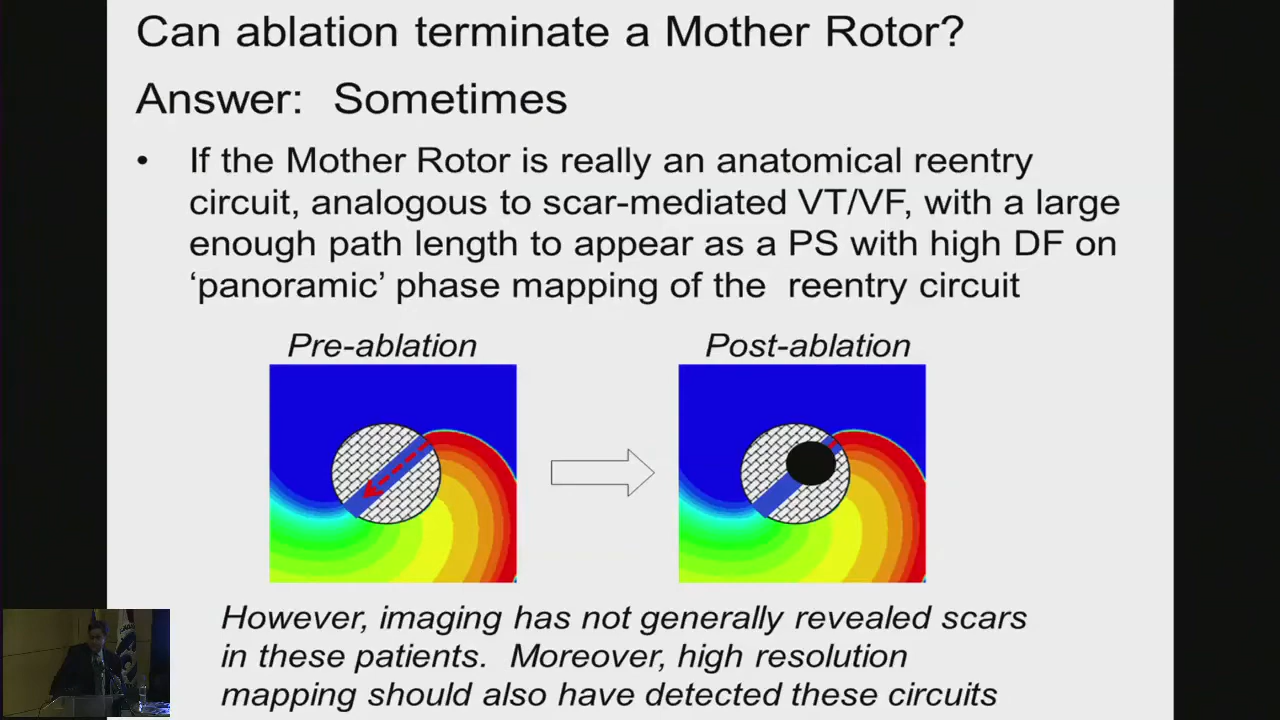 Can ablation terminate a Mother Rotor?
Answer: Sometimes
• If the Mother Rotor is really an anatomical reentry
circuit, analogous to scar-mediated VT/VF, with a large
enough path length to appear as a PS with high DF on
‘panoramic’ phase mapping of the reentry circuit
Pre-ablation
Post-ablation
However, imaging has not generally revealed scars
in these patients. Moreover, high resolution
mapping should also have detected these circuits